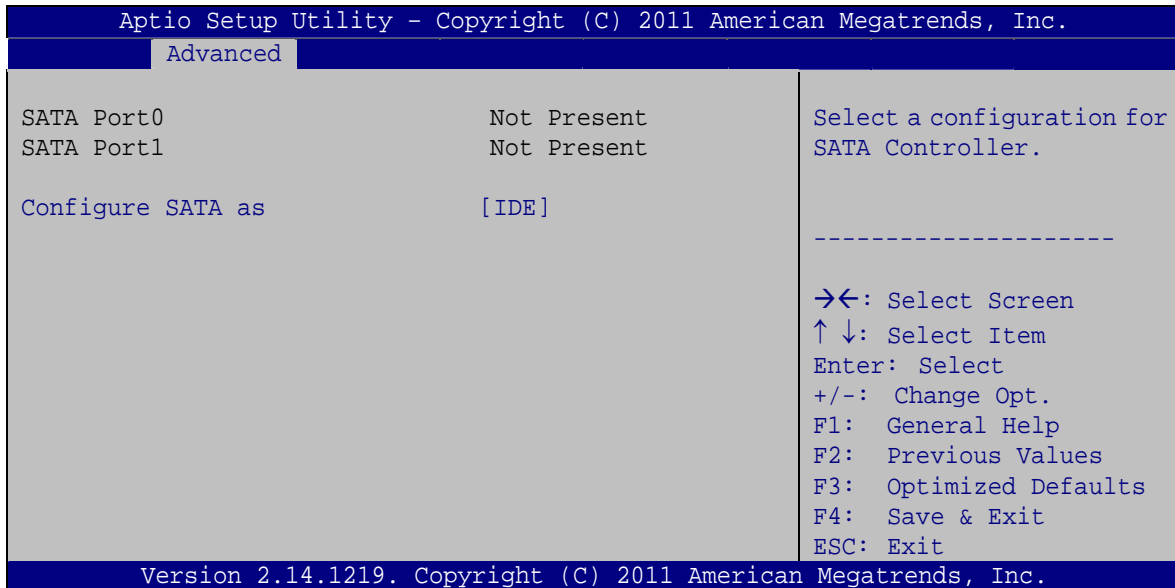 Aptio Setup Utility – Copyright (C) 2011 American Megatrends, Inc.
Advanced
SATA Port0 Not Present
SATA Port1 Not Present
Configure SATA as [IDE]
Select a configuration for
SATA Controller.
---------------------
→←: Select Screen
↑ ↓: Select Item
Enter: Select
+/-: Change Opt.
F1: General Help
F2: Previous Values
F3: Optimized Defaults
F4: Save & Exit
ESC: Exit
Version 2.14.1219. Copyright (C) 2011 American Megatrends, Inc.